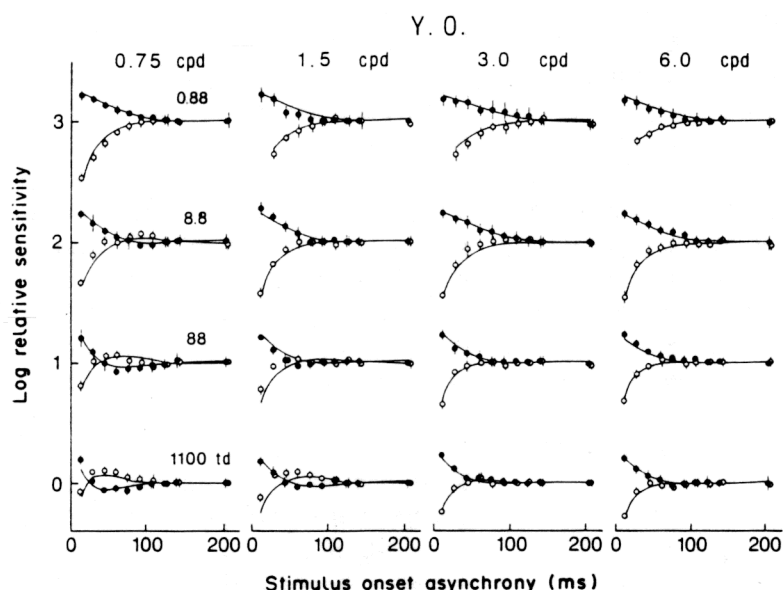 Y. O.
0.75 cpd 1.5 cpd 3.0 cpd 6.0 cpd
0.88
3
8.8
2
88
1
1100 td
0
0 100 200 0 100 200 0 100 200 0 100 200
Log relative sensitivity
Stimulus onset asynchrony (ms)